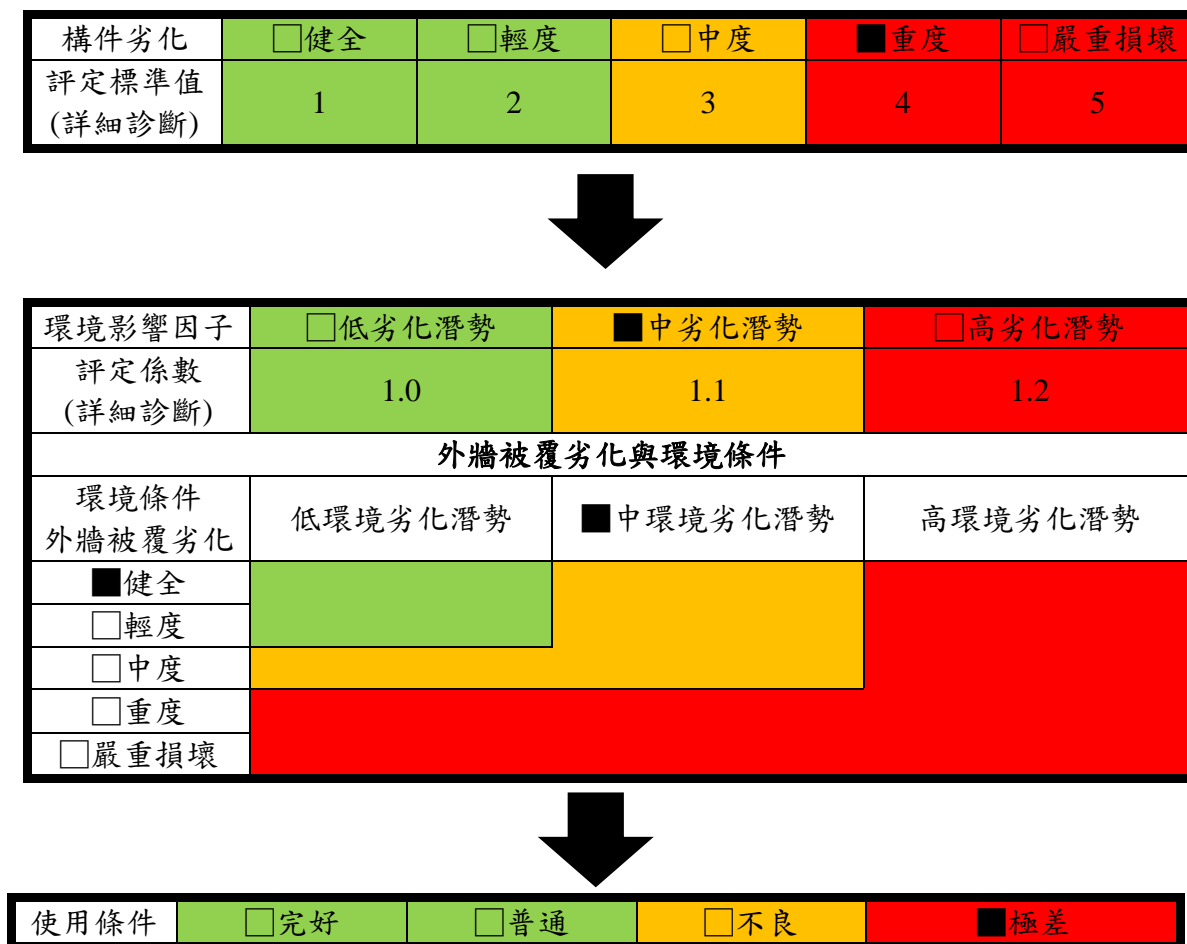 構件劣化 □健全 □輕度 □中度 ■重度 □嚴重損壞
評定標準值
(詳細診斷) 1 2 3 4 5
環境影響因子 □低劣化潛勢 ■中劣化潛勢 □高劣化潛勢
評定係數
(詳細診斷) 1.0 1.1 1.2
外牆被覆劣化與環境條件
環境條件
外牆被覆劣化 低環境劣化潛勢 ■中環境劣化潛勢 高環境劣化潛勢
■健全
□輕度
□中度
□重度
□嚴重損壞
使用條件 □完好 □普通 □不良 ■極差